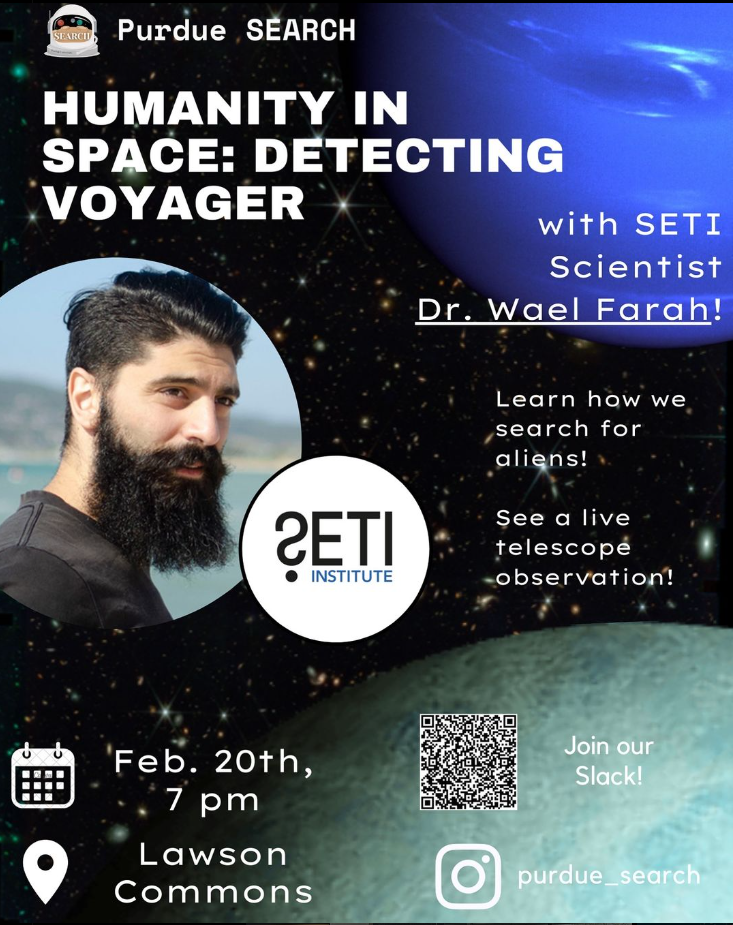 SEARCH
Purdue SEARCH
HUMANITY IN
SPACE: DETECTING
VOYAGER
with SETI
Scientist
Dr. Wael Farah!
Learn how we
search for
aliens!
See a live
telescope
observation!
SETI
INSTITUTE
Feb. 20th,
7 pm
Join our
Slack!
Lawson
Commons
purdue_search